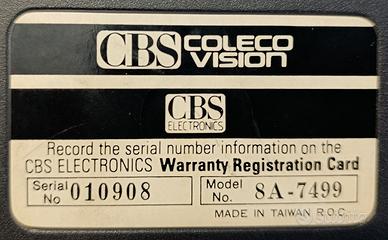 CBS COLECO
VISION
CBS
ELECTRONICS
Record the serial number information on the
CBS ELECTRONICS Warranty Registration Card
Serial No 010908 Model No. 8A-7499
MADE IN TAIWAN R.O.C.